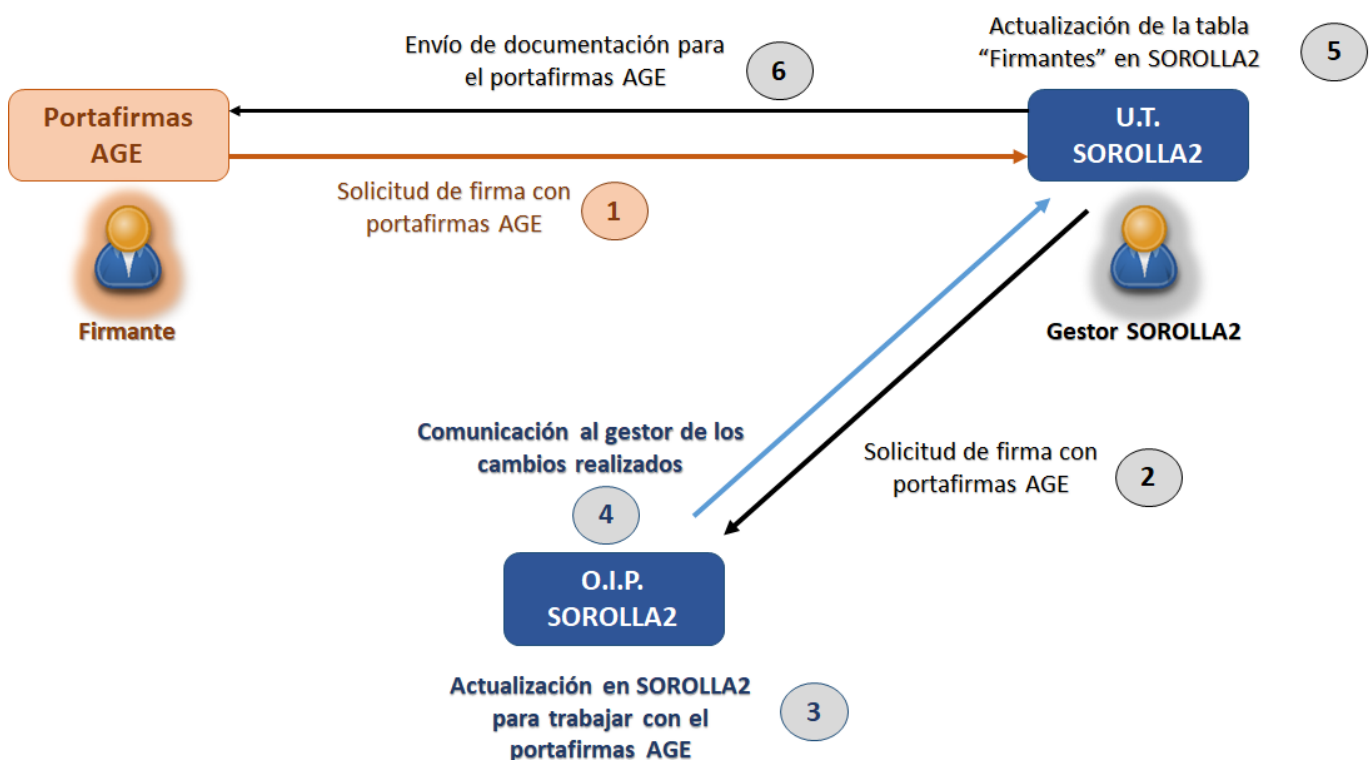 Envío de documentación para
el portafirmas AGE
6
Actualización de la tabla
“Firmantes” en SOROLLA2
5
Portafirmas
AGE
U.T.
SOROLLA2
Solicitud de firma con
portafirmas AGE
1
Firmante
Gestor SOROLLA2
Comunicación al gestor de los
cambios realizados
4
Solicitud de firma con
portafirmas AGE
2
O.I.P.
SOROLLA2
Actualización en SOROLLA2
para trabajar con el
portafirmas AGE
3